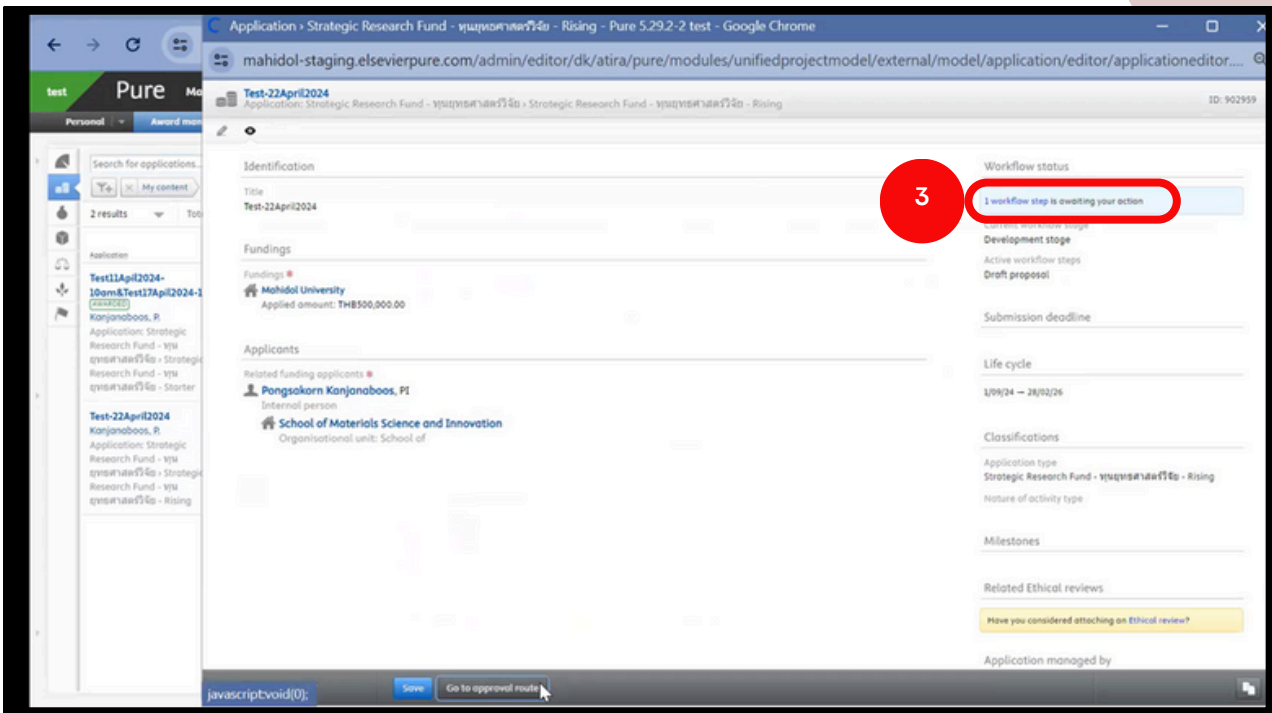 Application › Strategic Research Fund - ทุนยุทธศาสตร์วิจัย - Rising - Pure 5.29.2-2 test - Google Chrome
mahidol-staging.elsevierpure.com/admin/editor/dk/atira/pure/modules/unifiedprojectmodel/external/model/application/editor/applicationeditor....
test
Pure
Personal
Award man
Test-22April2024
Application: Strategic Research Fund - ทุนยุทธศาสตร์วิจัย › Strategic Research Fund - ทุนยุทธศาสตร์วิจัย - Rising
ID: 902959
Search for applications...
My content
2 results
Application
Test11Apil2024-
10am&Test17Apil2024-1
AWARDED
Kanjanaboos, P.
Application: Strategic
Research Fund - ทุน
ยุทธศาสตร์วิจัย › Strategic
Research Fund - ทุน
ยุทธศาสตร์วิจัย - Starter
Test-22April2024
Kanjanaboos, P.
Application: Strategic
Research Fund - ทุน
ยุทธศาสตร์วิจัย › Strategic
Research Fund - ทุน
ยุทธศาสตร์วิจัย - Rising
Identification
Title
Test-22April2024
Fundings
Fundings *
Mahidol University
Applied amount: THB500,000.00
Applicants
Related funding applicants *
Pongsakorn Kanjanaboos, PI
Internal person
School of Materials Science and Innovation
Organisational unit: School of
3
Workflow status
1 workflow step is awaiting your action
Current workflow stage
Development stage
Active workflow steps
Draft proposal
Submission deadline
Life cycle
1/09/24 → 28/02/26
Classifications
Application type
Strategic Research Fund - ทุนยุทธศาสตร์วิจัย - Rising
Nature of activity type
Milestones
Related Ethical reviews
Have you considered attaching an Ethical review?
Application managed by
javascript:void(0);
Save
Go to approval route